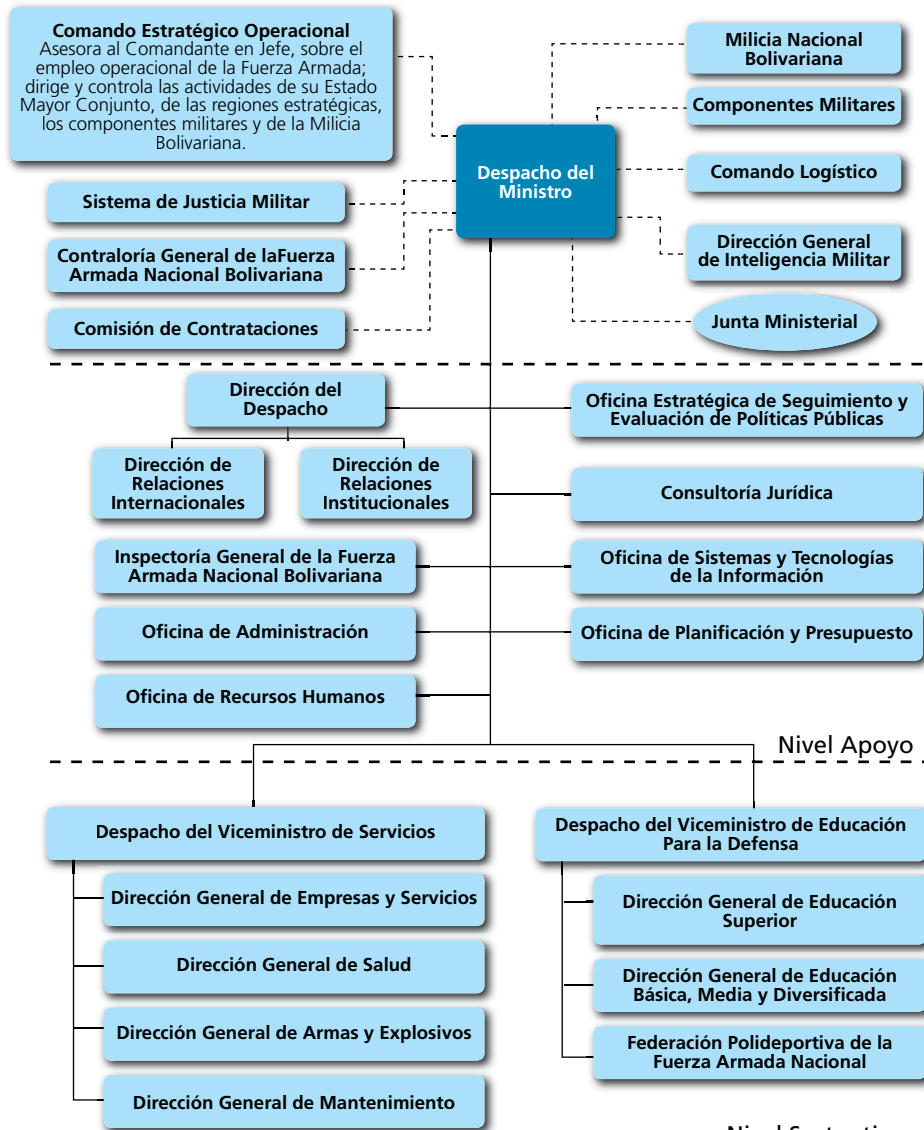 Comando Estratégico Operacional
Asesora al Comandante en Jefe, sobre el
empleo operacional de la Fuerza Armada;
dirige y controla las actividades de su Estado
Mayor Conjunto, de las regiones estratégicas,
los componentes militares y de la Milicia
Bolivariana.
Sistema de Justicia Militar
Contraloría General de laFuerza
Armada Nacional Bolivariana
Comisión de Contrataciones
Despacho del
Ministro
Milicia Nacional
Bolivariana
Componentes Militares
Comando Logístico
Dirección General
de Inteligencia Militar
Junta Ministerial
Dirección del
Despacho
Dirección de
Relaciones
Internacionales
Dirección de
Relaciones
Institucionales
Inspectoría General de la Fuerza
Armada Nacional Bolivariana
Oficina de Administración
Oficina de Recursos Humanos
Oficina Estratégica de Seguimiento y
Evaluación de Políticas Públicas
Consultoría Jurídica
Oficina de Sistemas y Tecnologías
de la Información
Oficina de Planificación y Presupuesto
Nivel Apoyo
Despacho del Viceministro de Servicios
Dirección General de Empresas y Servicios
Dirección General de Salud
Dirección General de Armas y Explosivos
Dirección General de Mantenimiento
Despacho del Viceministro de Educación
Para la Defensa
Dirección General de Educación
Superior
Dirección General de Educación
Básica, Media y Diversificada
Federación Polideportiva de la
Fuerza Armada Nacional
Nivel